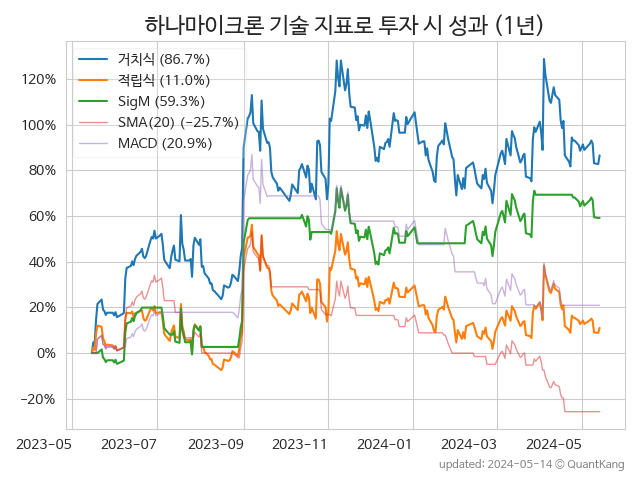 하나마이크론 기술 지표로 투자 시 성과 (1년)
거치식 (86.7%)
적립식 (11.0%)
SigM (59.3%)
SMA(20) (−25.7%)
MACD (20.9%)
120%
100%
80%
60%
40%
20%
0%
−20%
2023-05 2023-07 2023-09 2023-11 2024-01 2024-03 2024-05
updated: 2024-05-14 © QuantKang